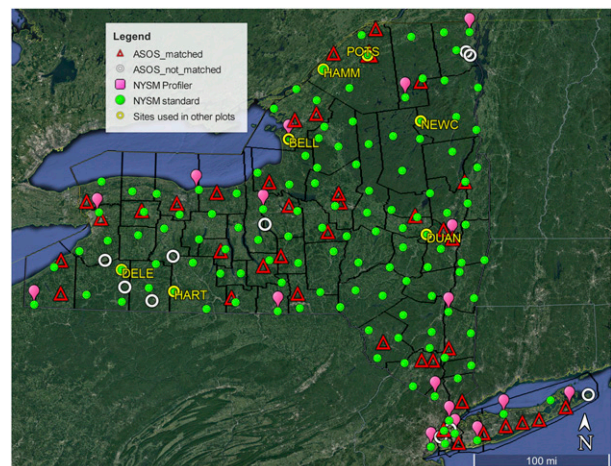 Legend
ASOS_matched
ASOS_not_matched
NYSM Profiler
NYSM standard
Sites used in other plots
POTS
HAMM
NEWC
BELL
DUAN
DELE
HART
N
100 mi